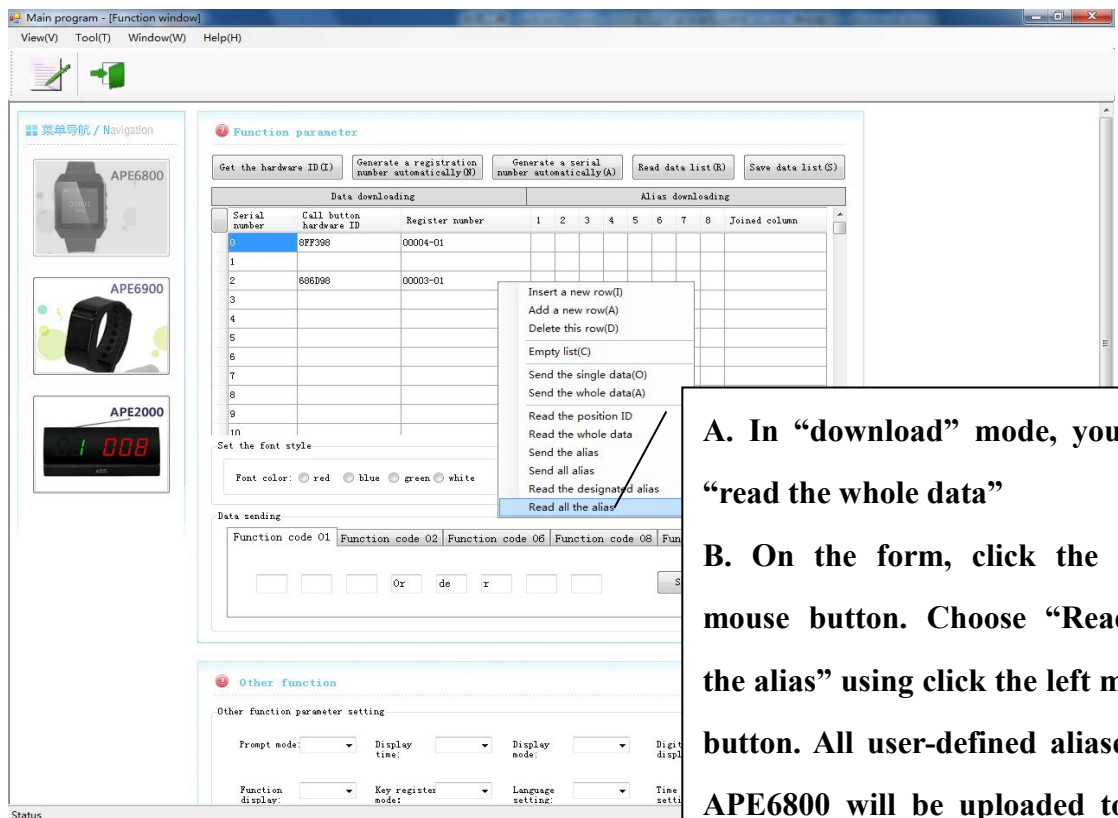 Main program - [Function window]
View(V) Tool(T) Window(W) Help(H)
菜单导航 / Navigation
APE6800
APE6900
APE2000
008
Function parameter
Get the hardware ID(I) Generate a registration number automatically(N) Generate a serial number automatically(A) Read data list(R) Save data list(S)
Data downloading Alias downloading
Serial number Call button hardware ID Register number 1 2 3 4 5 6 7 8 Joined column
0 8FF398 00004-01
1
2 686D98 00003-01
3
4
5
6
7
8
9
10
Insert a new row(I)
Add a new row(A)
Delete this row(D)
Empty list(C)
Send the single data(O)
Send the whole data(A)
Read the position ID
Read the whole data
Send the alias
Send all alias
Read the designated alias
Read all the alias
Set the font style
Font color: red blue green white
Data sending
Function code 01 Function code 02 Function code 06 Function code 08 Fun
Or de r S
Other function
Other function parameter setting
Prompt mode: Display time: Display mode: Digit displ
Function display: Key register mode: Language setting: Time setti
Status
A. In “download” mode, you
“read the whole data”
B. On the form, click the
mouse button. Choose “Read
the alias” using click the left m
button. All user-defined aliase
APE6800 will be uploaded to